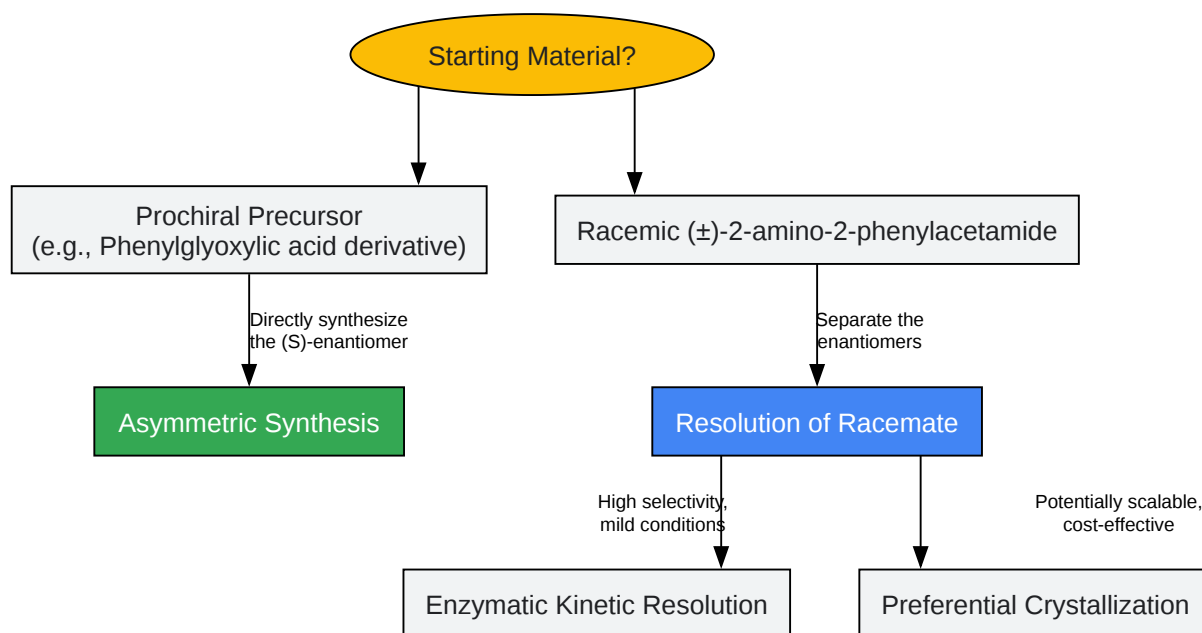 Starting Material?
Prochiral Precursor
(e.g., Phenylglyoxylic acid derivative)
Racemic (±)-2-amino-2-phenylacetamide
Directly synthesize
the (S)-enantiomer
Separate the
enantiomers
Asymmetric Synthesis
Resolution of Racemate
High selectivity,
mild conditions
Potentially scalable,
cost-effective
Enzymatic Kinetic Resolution
Preferential Crystallization